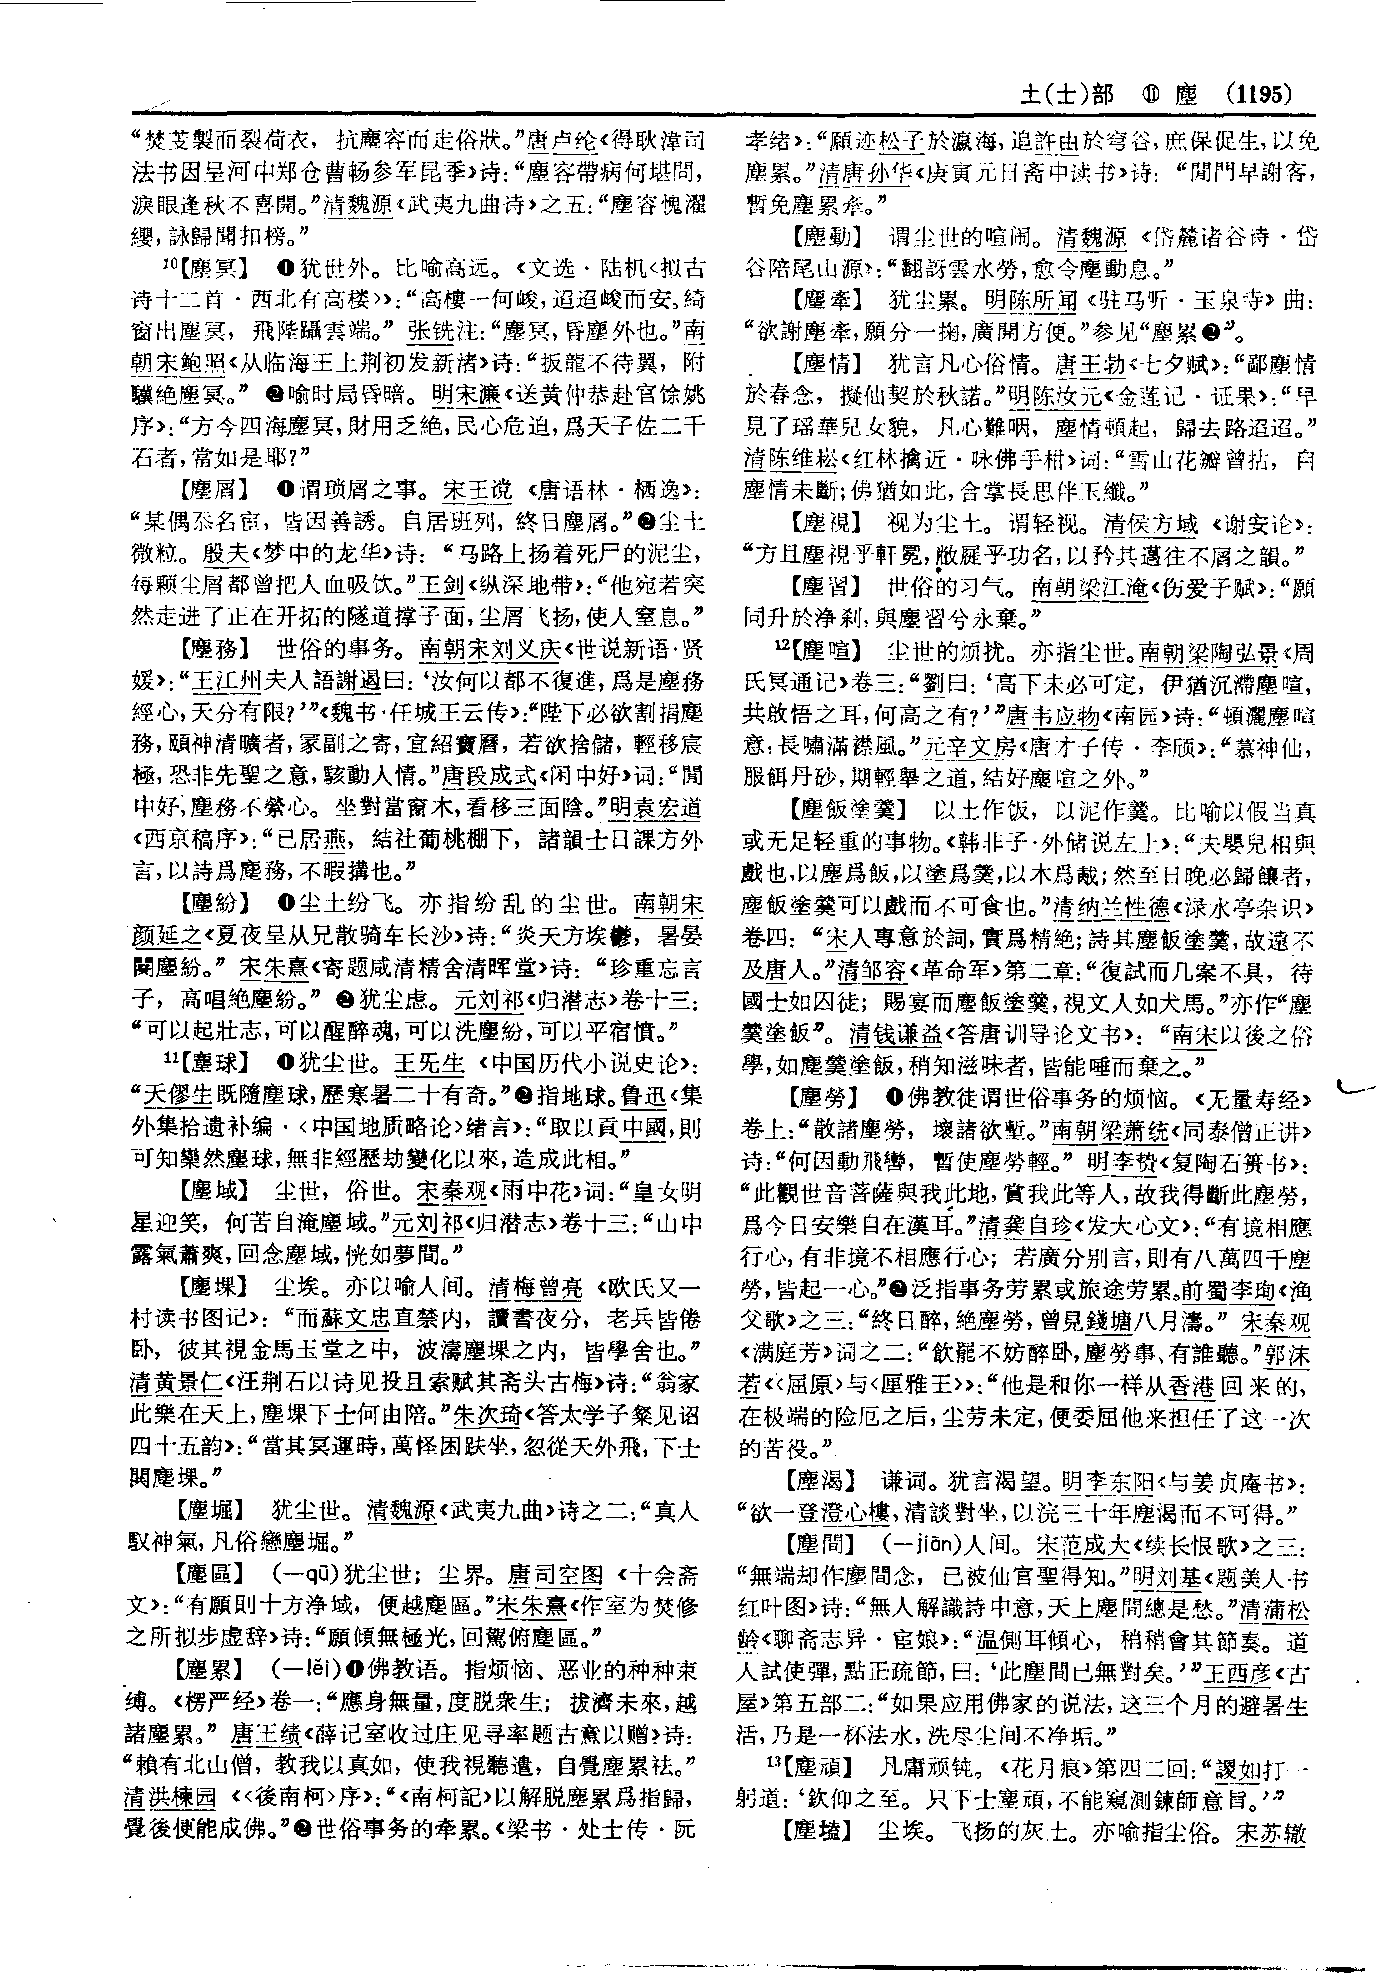 土(士)部 ⑪ 塵 (1195)
“焚芰製而裂荷衣，抗塵容而走俗狀。”唐卢纶《得耿湋司
法书因呈河中郑仓曹畅参军昆季》诗：“塵容帶病何堪問，
淚眼逢秋不喜開。”清魏源《武夷九曲诗》之五：“塵容愧濯
纓，詠歸聞扣榜。”
10【塵冥】 ❶犹世外。比喻高远。《文选·陆机〈拟古
诗十二首·西北有高楼〉》：“高樓一何峻，迢迢峻而安。綺
窗出塵冥，飛陛躡雲端。”张铣注：“塵冥，昏塵外也。”南
朝宋鲍照《从临海王上荆初发新渚》诗：“扳龍不待翼，附
驥絶塵冥。” ❷喻时局昏暗。明宋濂《送黄仲恭赴官馀姚
序》：“方今四海塵冥，財用乏絶，民心危迫，爲天子佐二千
石者，常如是耶？”
【塵屑】 ❶谓琐屑之事。宋王谠《唐语林·栖逸》：
“某偶忝名宦，皆因善誘。自居班列，終日塵屑。”❷尘土
微粒。殷夫《梦中的龙华》诗：“马路上扬着死尸的泥尘，
每颗尘屑都曾把人血吸饮。”王剑《纵深地带》：“他宛若突
然走进了正在开拓的隧道撑子面，尘屑飞扬，使人窒息。”
【塵務】 世俗的事务。南朝宋刘义庆《世说新语·贤
媛》：“王江州夫人語謝遏曰：‘汝何以都不復進，爲是塵務
經心，天分有限？’”《魏书·任城王云传》：“陛下必欲割捐塵
務，頤神清曠者，冢副之寄，宜紹寶曆，若欲捨儲，輕移宸
極，恐非先聖之意，駭動人情。”唐段成式《闲中好》词：“閒
中好，塵務不縈心。坐對當窗木，看移三面陰。”明袁宏道
《西京稿序》：“已居燕，結社葡桃棚下，諸韻士日課方外
言，以詩爲塵務，不暇搆也。”
【塵紛】 ❶尘土纷飞。亦指纷乱的尘世。南朝宋
颜延之《夏夜呈从兄散骑车长沙》诗：“炎天方埃鬱，暑晏
闃塵紛。”宋朱熹《寄题咸清精舍清晖堂》诗：“珍重忘言
子，高唱絶塵紛。” ❷犹尘虑。元刘祁《归潜志》卷十三：
“可以起壯志，可以醒醉魂，可以洗塵紛，可以平宿憤。”
11【塵球】 ❶犹尘世。王旡生《中国历代小说史论》：
“天僇生既隨塵球，歷寒暑二十有奇。”❷指地球。鲁迅《集
外集拾遗补编·〈中国地质略论〉绪言》：“取以貢中國，則
可知欒然塵球，無非經歷劫變化以來，造成此相。”
【塵域】 尘世，俗世。宋秦观《雨中花》词：“皇女明
星迎笑，何苦自淹塵域。”元刘祁《归潜志》卷十三：“山中
露氣蕭爽，回念塵域，恍如夢間。”
【塵堁】 尘埃。亦以喻人间。清梅曾亮《欧氏又一
村读书图记》：“而蘇文忠直禁内，讀書夜分，老兵皆倦
卧，彼其視金馬玉堂之中，波濤塵堁之内，皆學舍也。”
清黄景仁《汪荆石以诗见投且索赋其斋头古梅》诗：“翁家
此樂在天上，塵堁下士何由陪。”朱次琦《答太学子粲见诏
四十五韵》：“當其冥運時，萬怪困趺坐，忽從天外飛，下士
閧塵堁。”
【塵堀】 犹尘世。清魏源《武夷九曲》诗之二：“真人
馭神氣，凡俗戀塵堀。”
【塵區】 (—qū)犹尘世；尘界。唐司空图《十会斋
文》：“有願則十方净域，便越塵區。”宋朱熹《作室为焚修
之所拟步虚辞》诗：“願傾無極光，回駕俯塵區。”
【塵累】 (—lěi)❶佛教语。指烦恼、恶业的种种束
缚。《楞严经》卷一：“應身無量，度脱衆生；拔濟未來，越
諸塵累。”唐王绩《薛记室收过庄见寻率题古意以赠》诗：
“賴有北山僧，教我以真如，使我視聽遣，自覺塵累祛。”
清洪楝园《〈後南柯〉序》：“《南柯記》以解脱塵累爲指歸，
覺後便能成佛。”❷世俗事务的牵累。《梁书·处士传·阮
孝绪》：“願迹松子於瀛海，追許由於穹谷，庶保促生，以免
塵累。”清唐孙华《庚寅元日斋中读书》诗：“閉門早謝客，
暫免塵累牽。”
【塵動】 谓尘世的喧闹。清魏源《岱麓诸谷诗·岱
谷陪尾山源》：“翻訝雲水勞，愈令塵動息。”
【塵牽】 犹尘累。明陈所闻《驻马听·玉泉寺》曲：
“欲謝塵牽，願分一掬，廣開方便。”参见“塵累❷”。
【塵情】 犹言凡心俗情。唐王勃《七夕赋》：“鄙塵情
於春念，擬仙契於秋諾。”明陈汝元《金莲记·证果》：“早
見了瑶華兒女貌，凡心難咽，塵情頓起，歸去路迢迢。”
清陈维崧《红林擒近·咏佛手柑》词：“雪山花瓣曾拈，自
塵情未斷；佛猶如此，合掌長思伴玉纖。”
【塵視】 视为尘土。谓轻视。清侯方域《谢安论》：
“方且塵視乎軒冕，敝屣乎功名，以矜其邁往不屑之韻。”
【塵習】 世俗的习气。南朝梁江淹《伤爱子赋》：“願
同升於净刹，與塵習兮永棄。”
12【塵喧】 尘世的烦扰。亦指尘世。南朝梁陶弘景《周
氏冥通记》卷三：“劉曰：‘高下未必可定，伊猶沉滯塵喧，
共啟悟之耳，何高之有？’”唐韦应物《南园》诗：“頓灑塵喧
意，長嘯滿襟風。”元辛文房《唐才子传·李颀》：“慕神仙，
服餌丹砂，期輕舉之道，結好塵喧之外。”
【塵飯塗羹】 以土作饭，以泥作羹。比喻以假当真
或无足轻重的事物。《韩非子·外储说左上》：“夫嬰兒相與
戲也，以塵爲飯，以塗爲羹，以木爲胾；然至日晚必歸饟者，
塵飯塗羹可以戲而不可食也。”清纳兰性德《渌水亭杂识》
卷四：“宋人專意於詞，實爲精絶；詩其塵飯塗羹，故遠不
及唐人。”清邹容《革命军》第二章：“復試而几案不具，待
國士如囚徒；賜宴而塵飯塗羹，視文人如犬馬。”亦作“塵
羹塗飯”。清钱谦益《答唐训导论文书》：“南宋以後之俗
學，如塵羹塗飯，稍知滋味者，皆能唾而棄之。”
【塵勞】 ❶佛教徒谓世俗事务的烦恼。《无量寿经》
卷上：“散諸塵勞，壞諸欲塹。”南朝梁萧统《同泰僧正讲》
诗：“何因動飛轡，暫使塵勞輕。”明李贽《复陶石篑书》：
“此觀世音菩薩與我此地，賞我此等人，故我得斷此塵勞，
爲今日安樂自在漢耳。”清龚自珍《发大心文》：“有境相應
行心，有非境不相應行心；若廣分别言，則有八萬四千塵
勞，皆起一心。”❷泛指事务劳累或旅途劳累。前蜀李珣《渔
父歌》之三：“終日醉，絶塵勞，曾見錢塘八月濤。”宋秦观
《满庭芳》词之二：“飲罷不妨醉卧，塵勞事、有誰聽。”郭沫
若《〈屈原〉与〈厘雅王〉》：“他是和你一样从香港回来的，
在极端的险厄之后，尘劳未定，便委屈他来担任了这一次
的苦役。”
【塵渴】 谦词。犹言渴望。明李东阳《与姜贞庵书》：
“欲一登澄心樓，清談對坐，以浣三十年塵渴而不可得。”
【塵間】 (—jiān)人间。宋范成大《续长恨歌》之三：
“無端却作塵間念，已被仙官聖得知。”明刘基《题美人书
红叶图》诗：“無人解識詩中意，天上塵間總是愁。”清蒲松
龄《聊斋志异·宦娘》：“温側耳傾心，稍稍會其節奏。道
人試使彈，點正疏節，曰：‘此塵間已無對矣。’”王西彦《古
屋》第五部二：“如果应用佛家的说法，这三个月的避暑生
活，乃是一杯法水，洗尽尘间不净垢。”
13【塵頑】 凡庸顽钝。《花月痕》第四二回：“謖如打一
躬道：‘欽仰之至。只下士塵頑，不能窺測鍊師意旨。’”
【塵壒】 尘埃。飞扬的灰土。亦喻指尘俗。宋苏辙